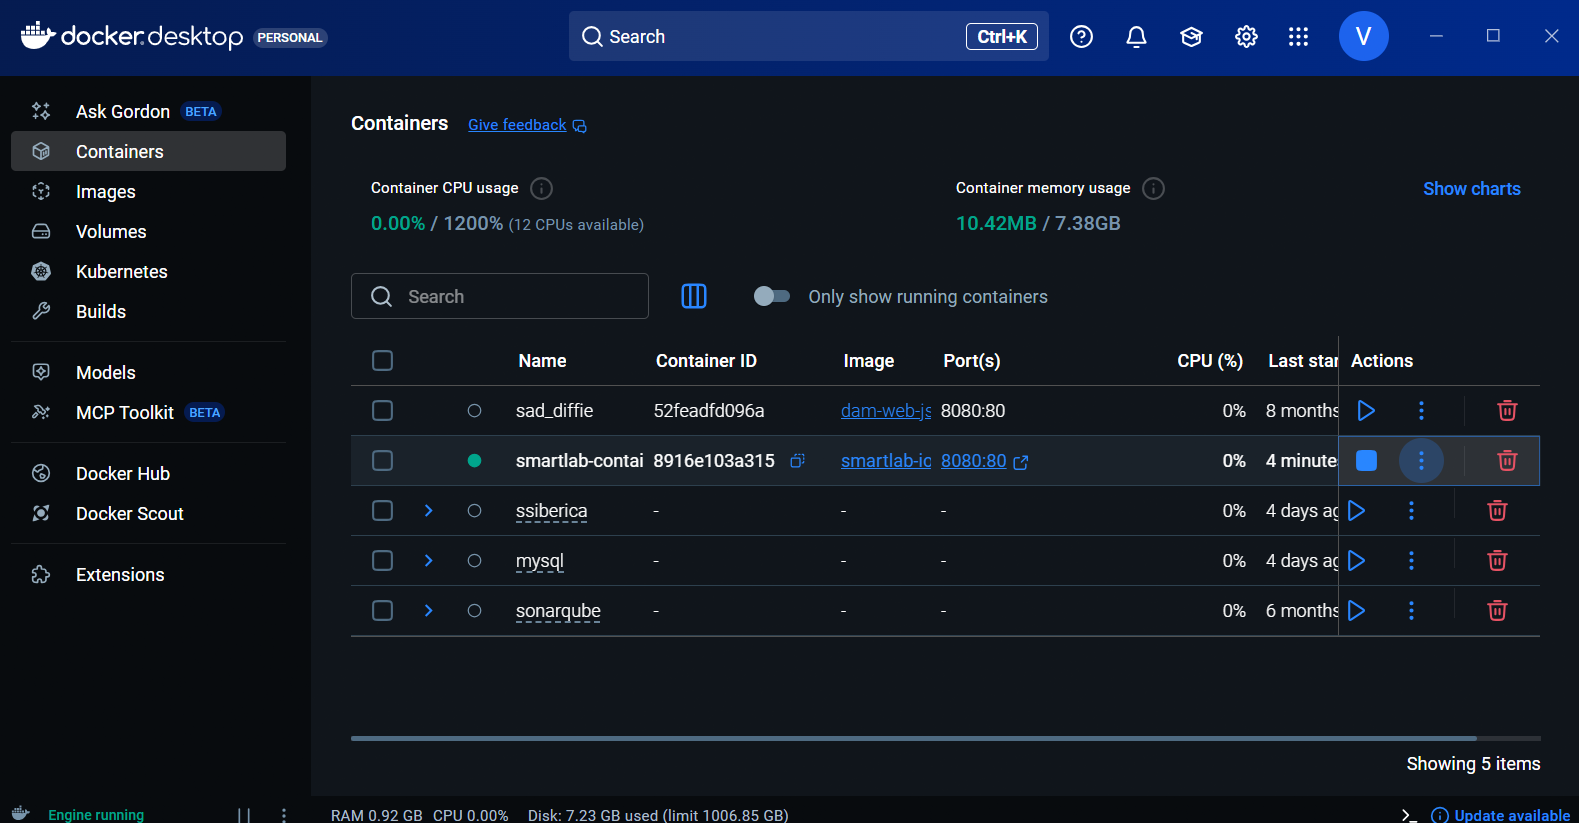 docker.desktop PERSONAL
Search Ctrl+K
V
Ask Gordon BETA
Containers
Images
Volumes
Kubernetes
Builds
Models
MCP Toolkit BETA
Docker Hub
Docker Scout
Extensions
Containers Give feedback
Container CPU usage
0.00% / 1200% (12 CPUs available)
Container memory usage
10.42MB / 7.38GB
Show charts
Search
Only show running containers
Name Container ID Image Port(s) CPU (%) Last star Actions
sad_diffie 52feadfd096a dam-web-js 8080:80 0% 8 months
smartlab-contai 8916e103a315 smartlab-io 8080:80 0% 4 minute
ssiberica - - - 0% 4 days ag
mysql - - - 0% 4 days ag
sonarqube - - - 0% 6 months
Showing 5 items
Engine running
RAM 0.92 GB CPU 0.00% Disk: 7.23 GB used (limit 1006.85 GB)
Update available